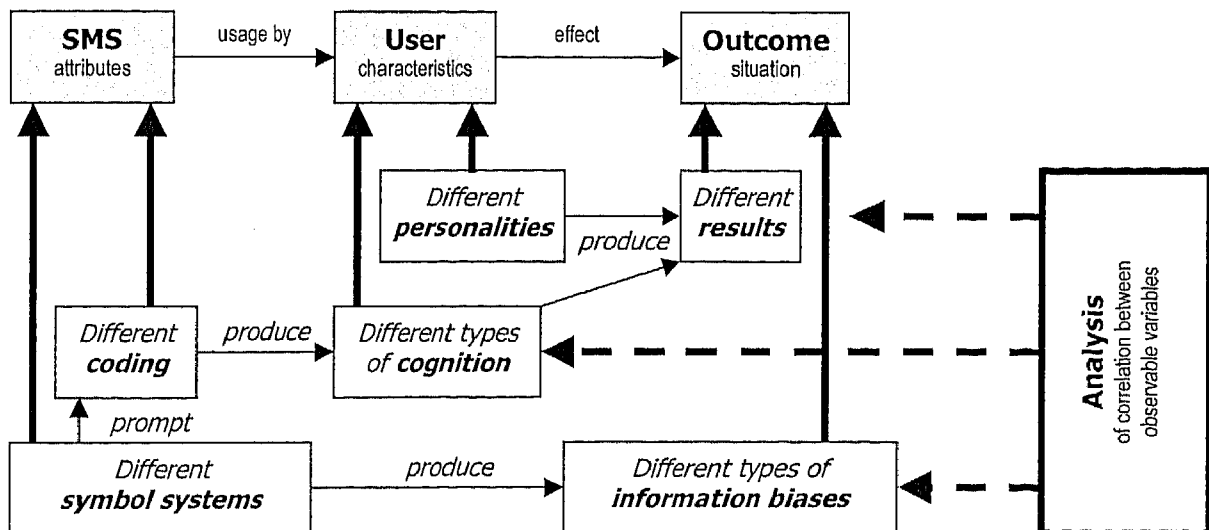 SMS
attributes
usage by
User
characteristics
effect
Outcome
situation
Different
personalities
produce
Different
results
Different
coding
produce
Different types
of cognition
prompt
Different
symbol systems
produce
Different types of
information biases
Analysis
of correlation between
observable variables